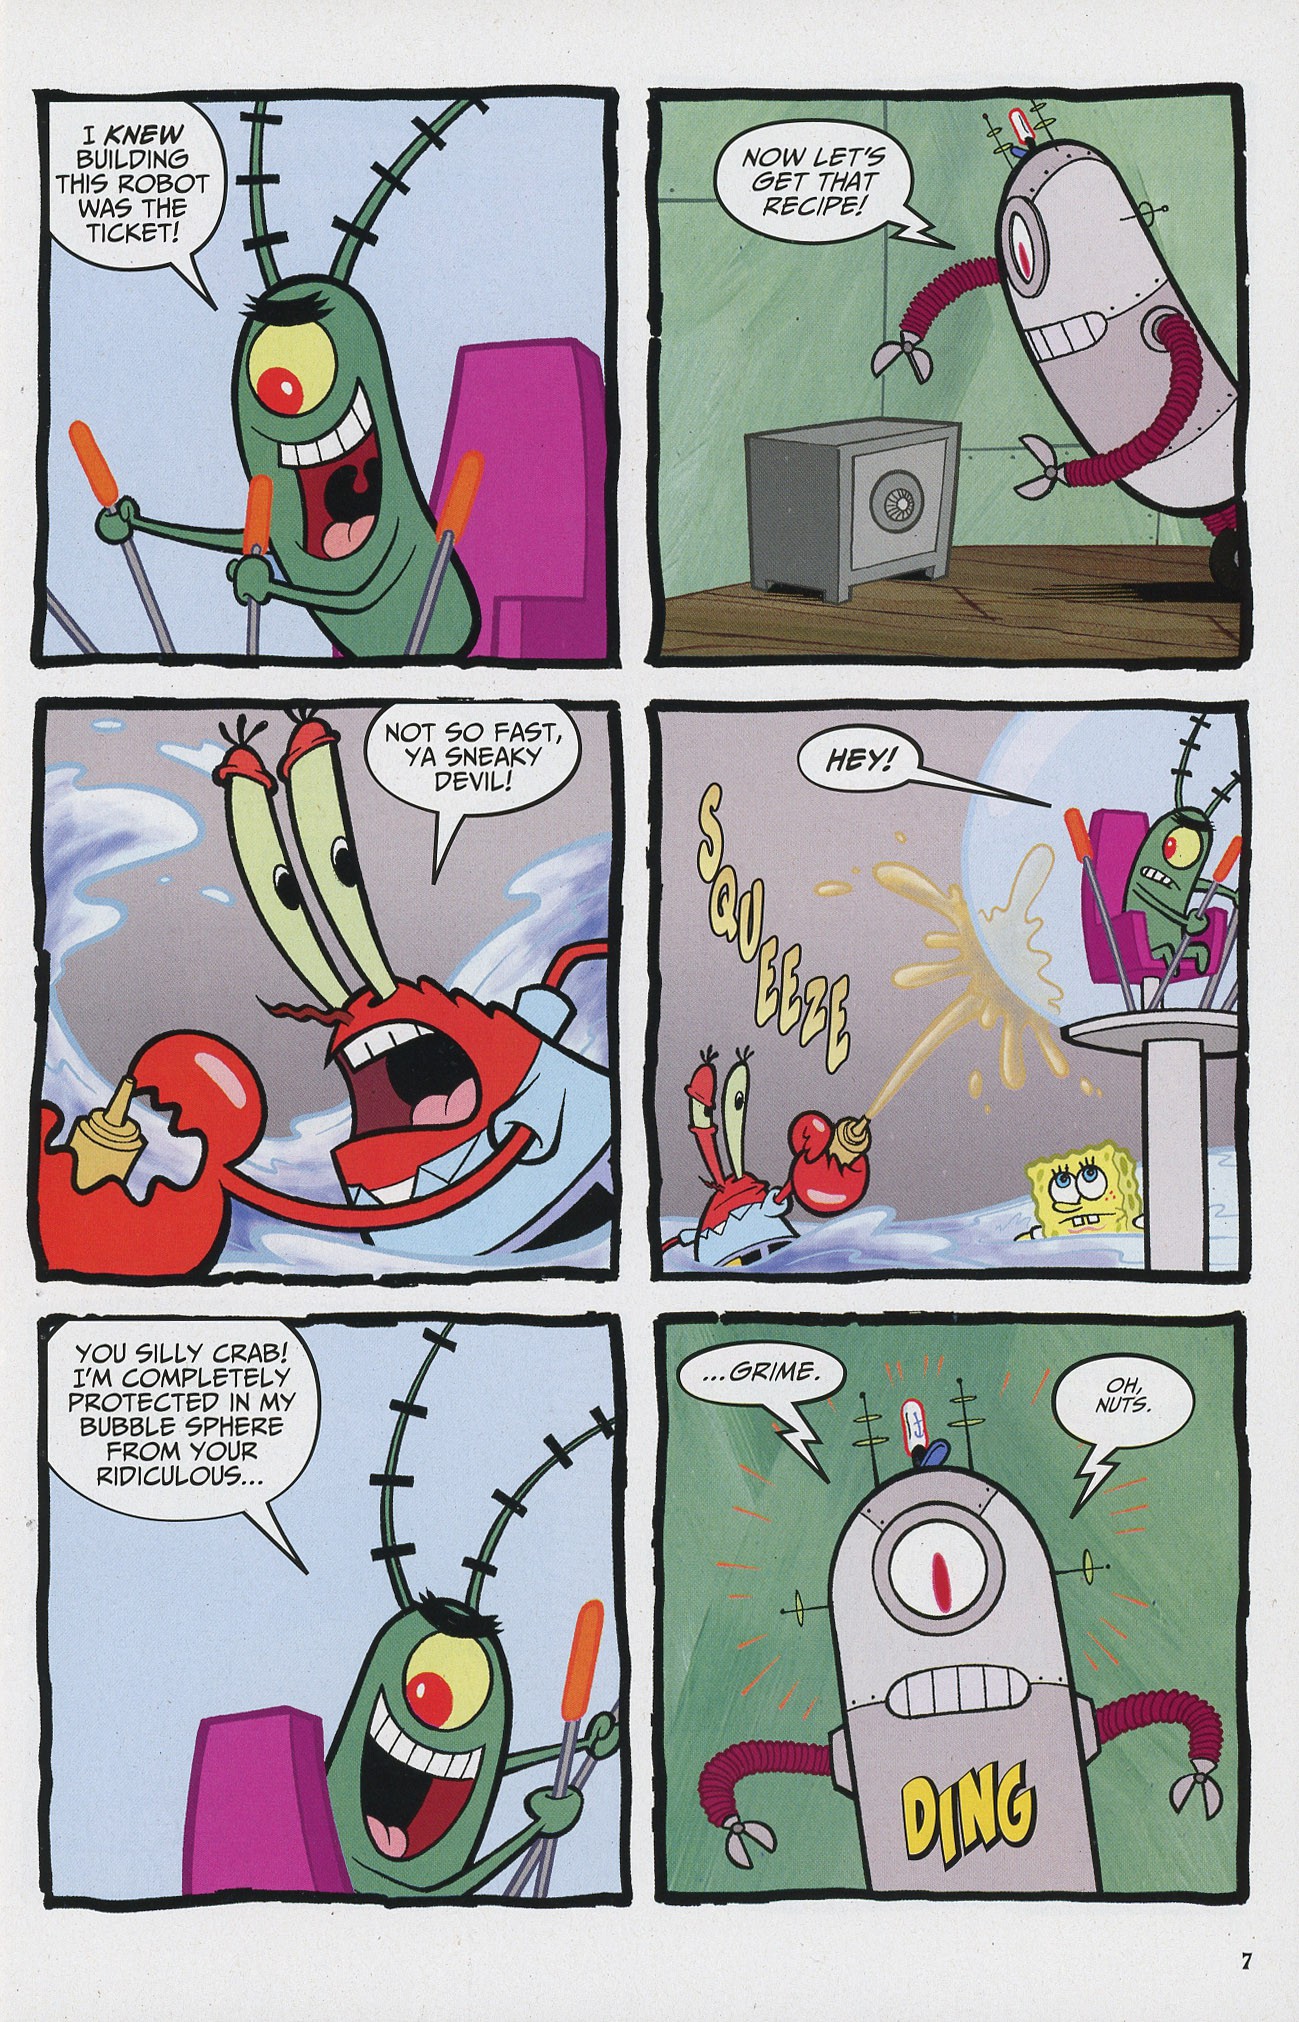 I KNEW
BUILDING
THIS ROBOT
WAS THE
TICKET!
NOW LET'S
GET THAT
RECIPE!
NOT SO FAST,
YA SNEAKY
DEVIL!
HEY!
SQUEEZE
YOU SILLY CRAB!
I'M COMPLETELY
PROTECTED IN MY
BUBBLE SPHERE
FROM YOUR
RIDICULOUS...
...GRIME.
OH,
NUTS.
DING
7